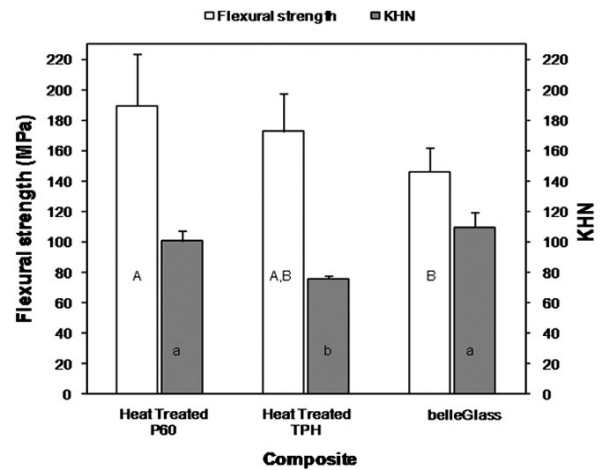 Flexural strength KHN
220 220
200 200
180 180
160 160
140 140
120 120
100 100
80 A A,B B 80
60 60
40 40
20 a b a 20
0 0
Flexural strength (MPa)
KHN
Heat Treated Heat Treated belleGlass
P60 TPH
Composite